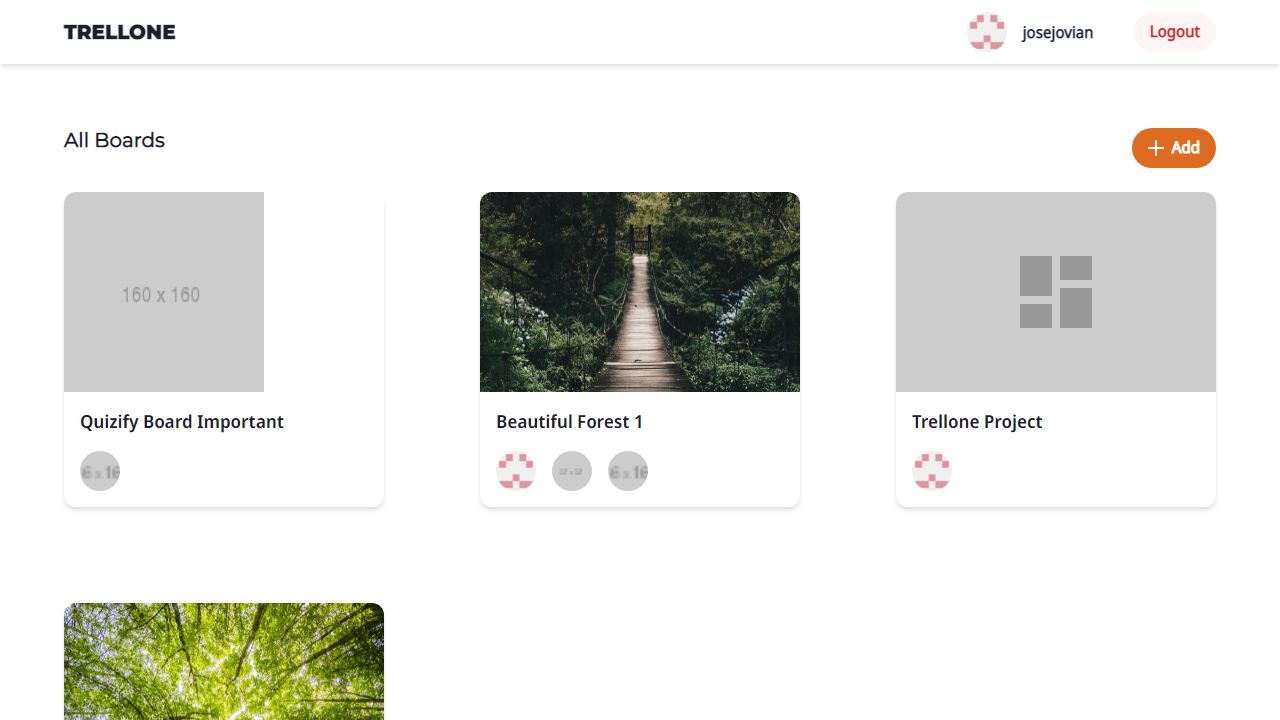 TRELLONE
josejovian
Logout
All Boards
Add
160 x 160
Quizify Board Important
Beautiful Forest 1
Trellone Project
6 x 16
32 x 32
6 x 16